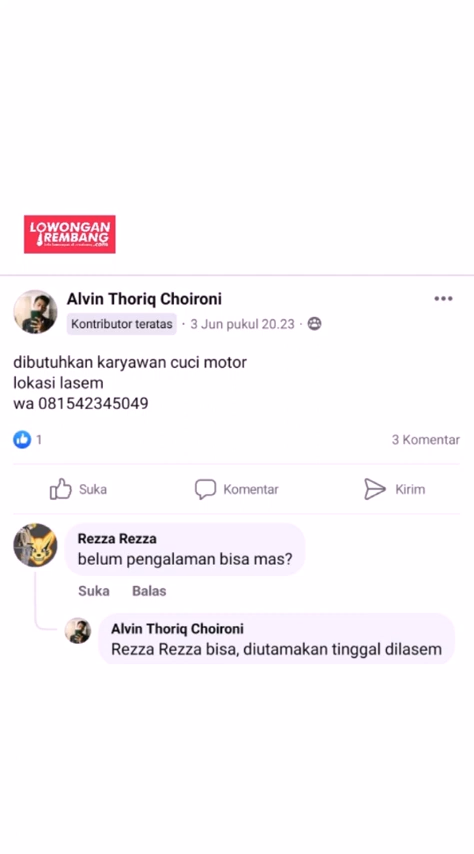 LOWONGAN
REMBANG
.com
Alvin Thoriq Choironi
Kontributor teratas · 3 Jun pukul 20.23 ·
dibutuhkan karyawan cuci motor
lokasi lasem
wa 081542345049
1
3 Komentar
Suka
Komentar
Kirim
Rezza Rezza
belum pengalaman bisa mas?
Suka
Balas
Alvin Thoriq Choironi
Rezza Rezza bisa, diutamakan tinggal dilasem